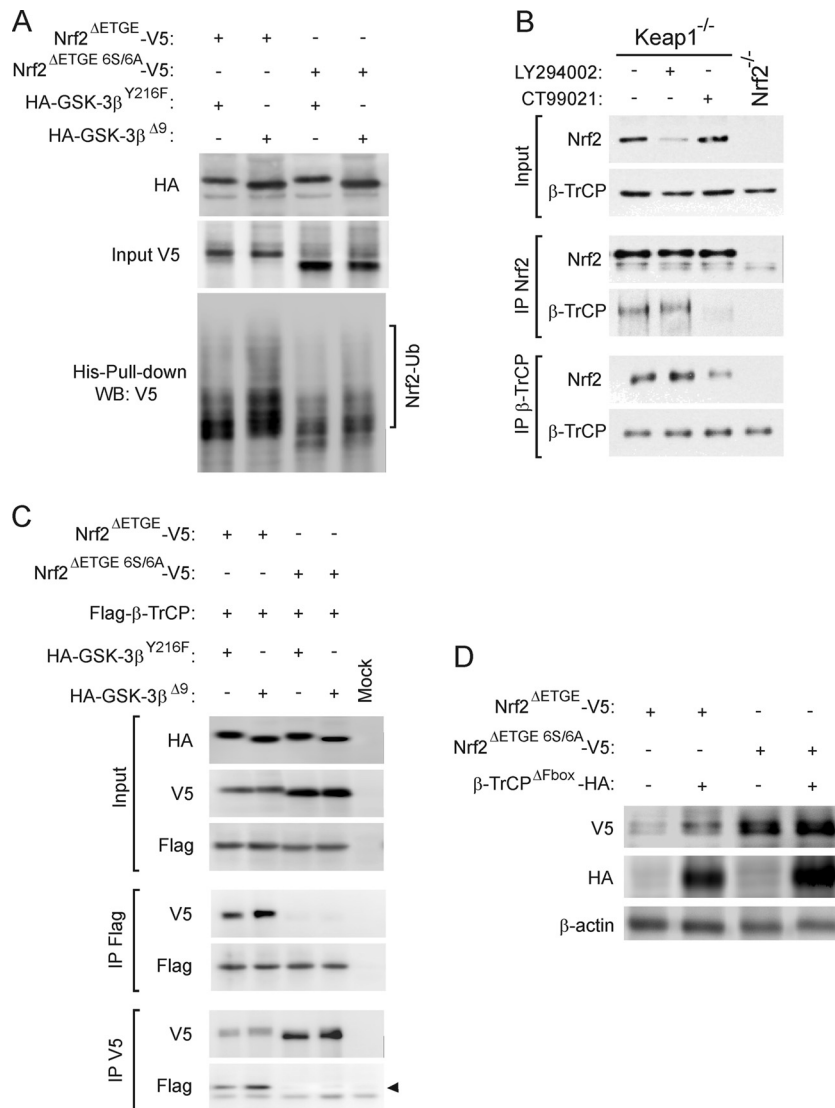 A
Nrf2ΔETGE-V5: + + - -
Nrf2ΔETGE 6S/6A-V5: - - + +
HA-GSK-3βY216F: + - + -
HA-GSK-3βΔ9: - + - +
HA
Input V5
His-Pull-down
WB: V5
Nrf2-Ub
B
Keap1-/-
Nrf2-/-
LY294002: - + -
CT99021: - - +
Input
Nrf2
β-TrCP
IP Nrf2
Nrf2
β-TrCP
IP β-TrCP
Nrf2
β-TrCP
C
Nrf2ΔETGE-V5: + + - -
Nrf2ΔETGE 6S/6A-V5: - - + +
Flag-β-TrCP: + + + +
HA-GSK-3βY216F: + - + -
HA-GSK-3βΔ9: - + - +
Mock
Input
HA
V5
Flag
IP Flag
V5
Flag
IP V5
V5
Flag
D
Nrf2ΔETGE-V5: + + - -
Nrf2ΔETGE 6S/6A-V5: - - + +
β-TrCPΔFbox-HA: - + - +
V5
HA
β-actin